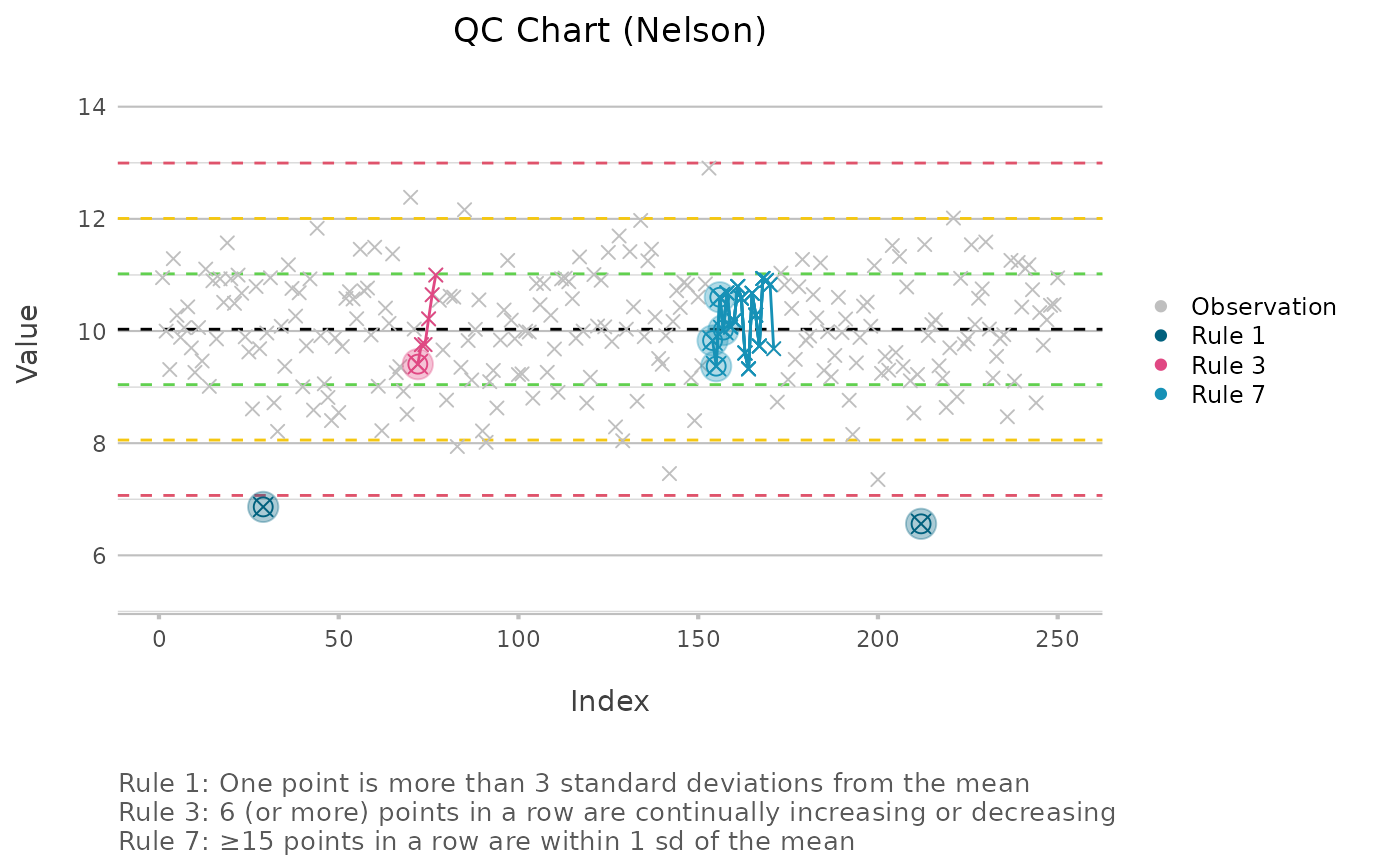 QC Chart (Nelson)
14
12
10
8
6
Value
0 50 100 150 200 250
Index
Observation
Rule 1
Rule 3
Rule 7
Rule 1: One point is more than 3 standard deviations from the mean
Rule 3: 6 (or more) points in a row are continually increasing or decreasing
Rule 7: ≥15 points in a row are within 1 sd of the mean